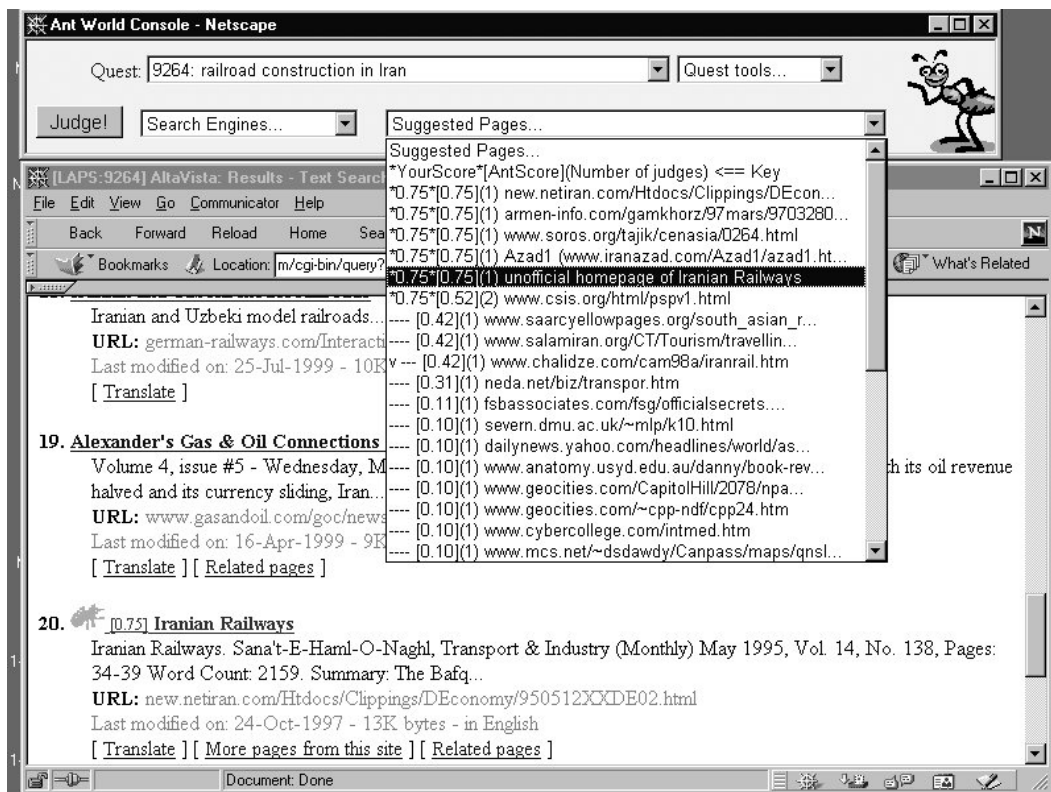 Ant World Console - Netscape
Quest: 9264: railroad construction in Iran Quest tools...
Judge! Search Engines... Suggested Pages...
Suggested Pages...
*YourScore*[AntScore](Number of judges) <== Key
*0.75*[0.75](1) new.netiran.com/Htdocs/Clippings/DEcon...
*0.75*[0.75](1) armen-info.com/gamkhorz/97mars/9703280...
*0.75*[0.75](1) www.soros.org/tajik/cenasia/0264.html
*0.75*[0.75](1) Azad1 (www.iranazad.com/Azad1/azad1.ht...
*0.75*[0.75](1) unofficial homepage of Iranian Railways
*0.75*[0.52](2) www.csis.org/html/pspv1.html
---- [0.42](1) www.saarcyellowpages.org/south_asian_r...
---- [0.42](1) www.salamiran.org/CT/Tourism/travellin...
v --- [0.42](1) www.chalidze.com/cam98a/iranrail.htm
---- [0.31](1) neda.net/biz/transpor.htm
---- [0.11](1) fsbassociates.com/fsg/officialsecrets....
---- [0.10](1) severn.dmu.ac.uk/~mlp/k10.html
---- [0.10](1) dailynews.yahoo.com/headlines/world/as...
---- [0.10](1) www.anatomy.usyd.edu.au/danny/book-rev...
---- [0.10](1) www.geocities.com/CapitolHill/2078/npa...
---- [0.10](1) www.geocities.com/~cpp-ndf/cpp24.htm
---- [0.10](1) www.cybercollege.com/intmed.htm
---- [0.10](1) www.mcs.net/~dsdawdy/Canpass/maps/qnsl...
[LAPS:9264] AltaVista: Results - Text Search
File Edit View Go Communicator Help
Back Forward Reload Home Sea
Bookmarks Location: m/cgi-bin/query? What's Related
Iranian and Uzbeki model railroads...
URL: german-railways.com/Interacti
Last modified on: 25-Jul-1999 - 10K
[ Translate ]
19. Alexander's Gas & Oil Connections
Volume 4, issue #5 - Wednesday, M h its oil revenue
halved and its currency sliding, Iran...
URL: www.gasandoil.com/goc/news
Last modified on: 16-Apr-1999 - 9K
[ Translate ] [ Related pages ]
20. [0.75] Iranian Railways
Iranian Railways. Sana't-E-Haml-O-Naghl, Transport & Industry (Monthly) May 1995, Vol. 14, No. 138, Pages:
34-39 Word Count: 2159. Summary: The Bafq...
URL: new.netiran.com/Htdocs/Clippings/DEconomy/950512XXDE02.html
Last modified on: 24-Oct-1997 - 13K bytes - in English
[ Translate ] [ More pages from this site ] [ Related pages ]
Document: Done